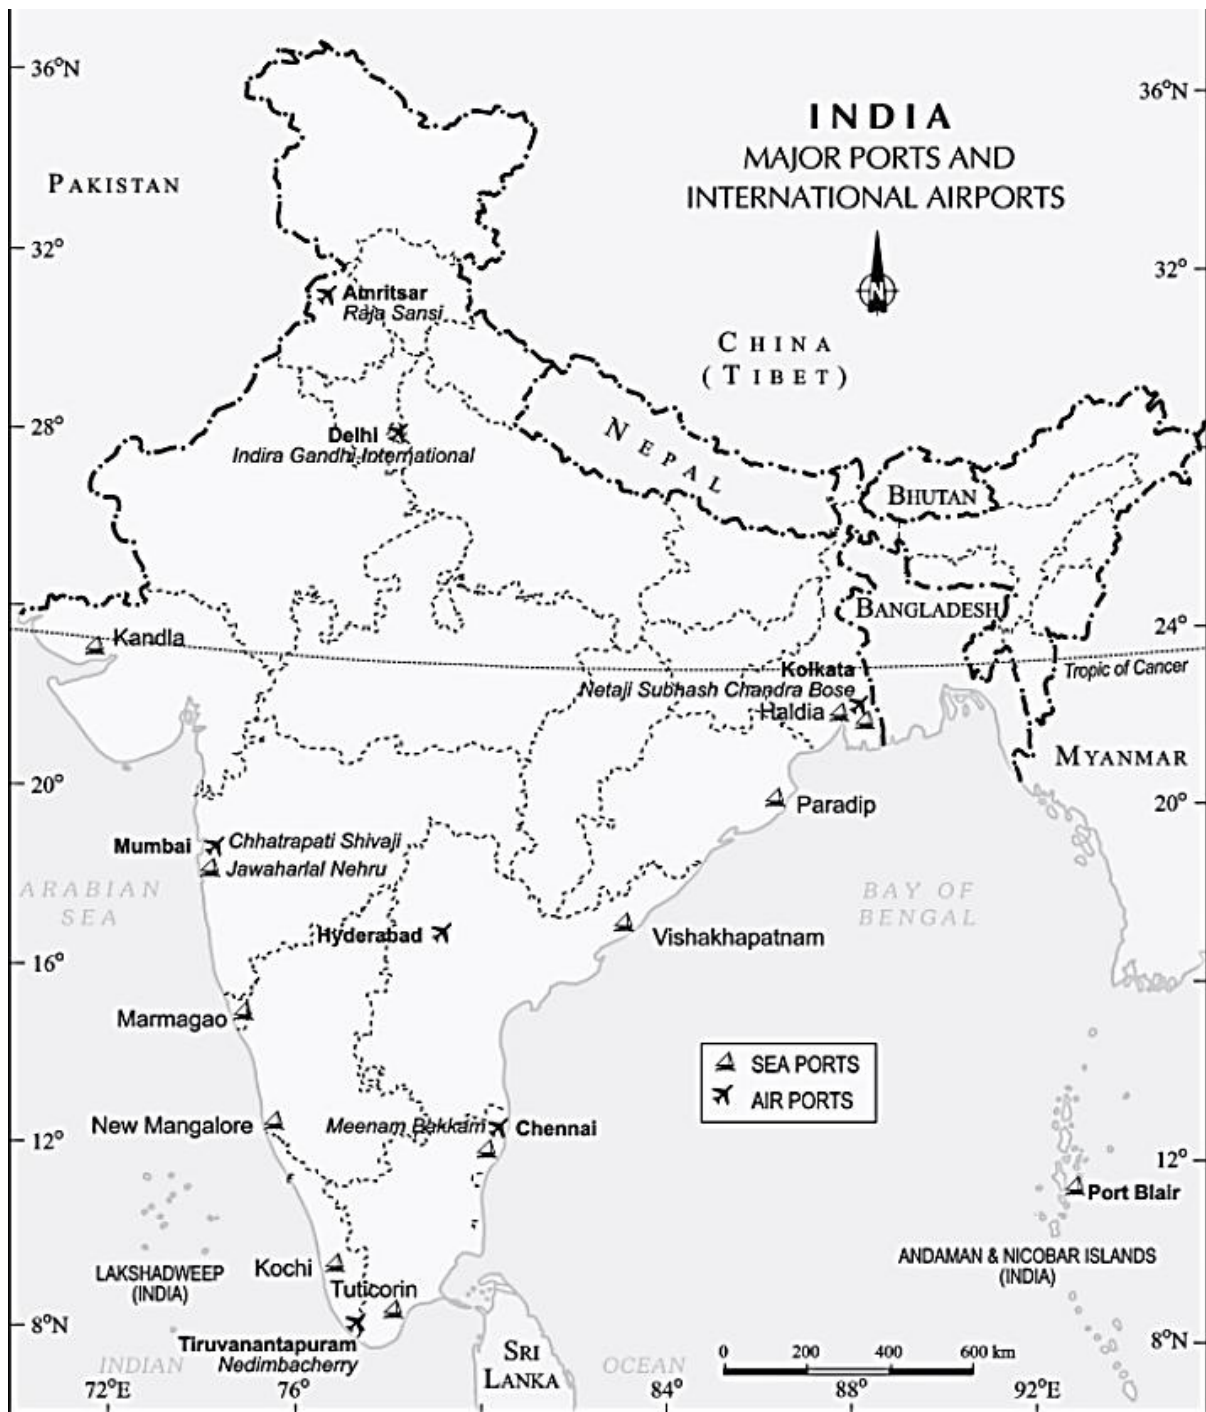 INDIA
MAJOR PORTS AND
INTERNATIONAL AIRPORTS
36°N
36°N
PAKISTAN
32°
32°
N
Amritsar
Raja Sansi
CHINA
(TIBET)
28°
28°
Delhi
Indira Gandhi International
NEPAL
BHUTAN
BANGLADESH
24°
Kandla
Kolkata
Tropic of Cancer
Netaji Subhash Chandra Bose
Haldia
MYANMAR
20°
20°
Paradip
Mumbai
Chhatrapati Shivaji
Jawaharlal Nehru
ARABIAN
SEA
BAY OF
BENGAL
Hyderabad
Vishakhapatnam
16°
Marmagao
SEA PORTS
AIR PORTS
New Mangalore
Meenam Bakkam
Chennai
12°
12°
Port Blair
Kochi
LAKSHADWEEP
(INDIA)
ANDAMAN & NICOBAR ISLANDS
(INDIA)
Tuticorin
8°N
8°N
Tiruvanantapuram
Nedimbacherry
INDIAN
OCEAN
SRI
LANKA
0 200 400 600 km
72°E
76°
84°
88°
92°E